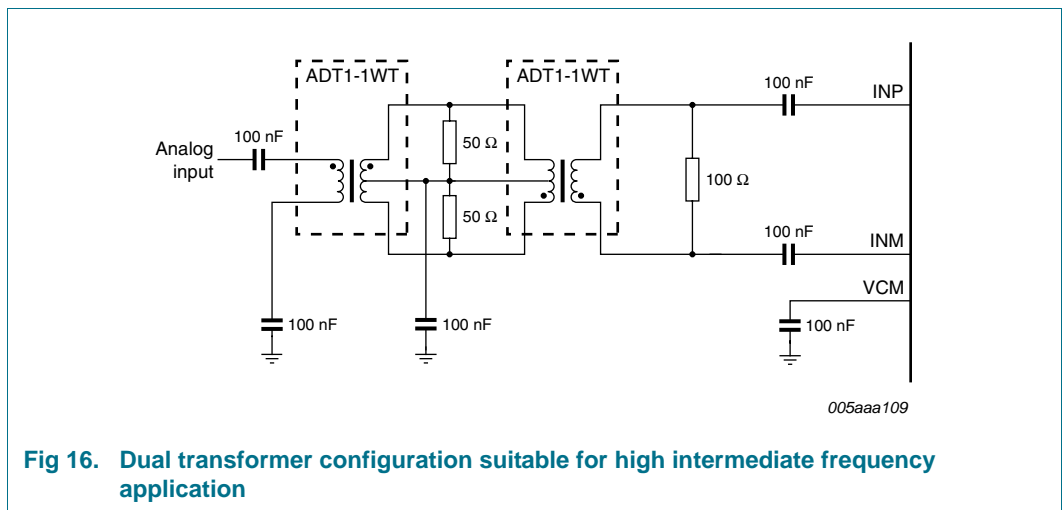 ADT1-1WT
ADT1-1WT
100 nF
INP
100 nF
50 Ω
Analog
input
100 Ω
50 Ω
100 nF
INM
VCM
100 nF
100 nF
100 nF
005aaa109
Fig 16. Dual transformer configuration suitable for high intermediate frequency
application